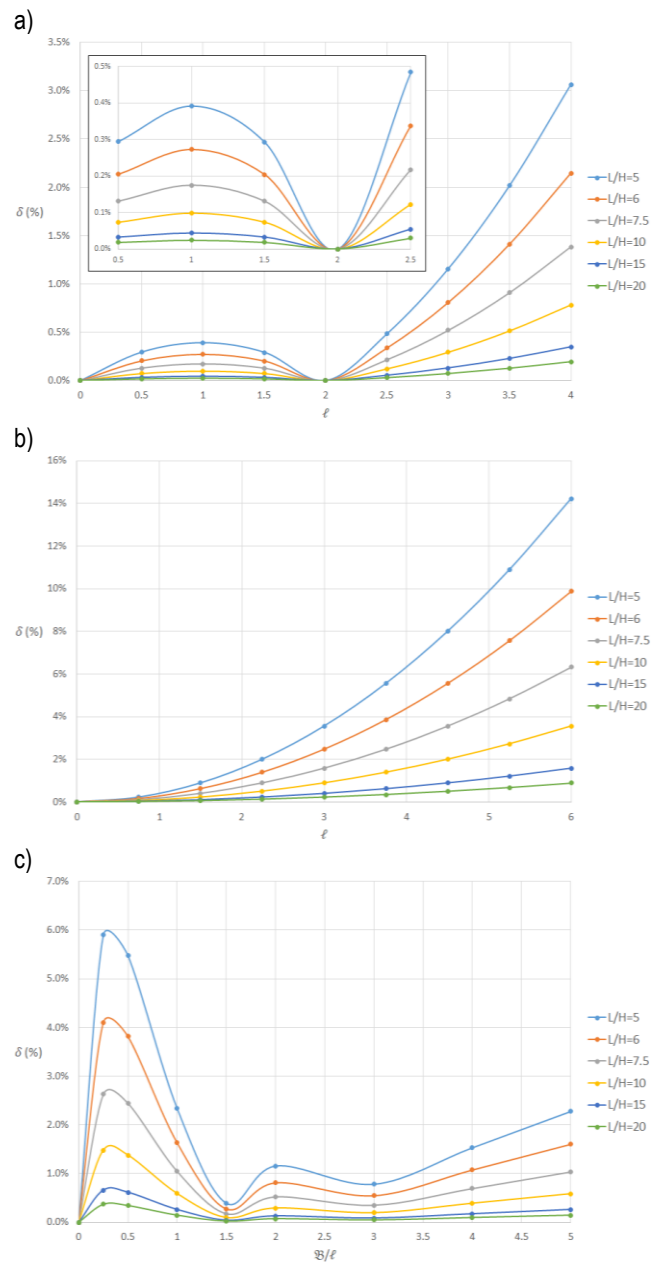 a)
3.5%
3.0%
2.5%
2.0%
1.5%
1.0%
0.5%
0.0%
δ (%)
0 0.5 1 1.5 2 2.5 3 3.5 4
ℓ
0.5%
0.4%
0.3%
0.2%
0.1%
0.0%
0.5 1 1.5 2 2.5
L/H=5
L/H=6
L/H=7.5
L/H=10
L/H=15
L/H=20
b)
16%
14%
12%
10%
8%
6%
4%
2%
0%
δ (%)
0 1 2 3 4 5 6
ℓ
L/H=5
L/H=6
L/H=7.5
L/H=10
L/H=15
L/H=20
c)
7.0%
6.0%
5.0%
4.0%
3.0%
2.0%
1.0%
0.0%
δ (%)
0 0.5 1 1.5 2 2.5 3 3.5 4 4.5 5
𝔅/ℓ
L/H=5
L/H=6
L/H=7.5
L/H=10
L/H=15
L/H=20